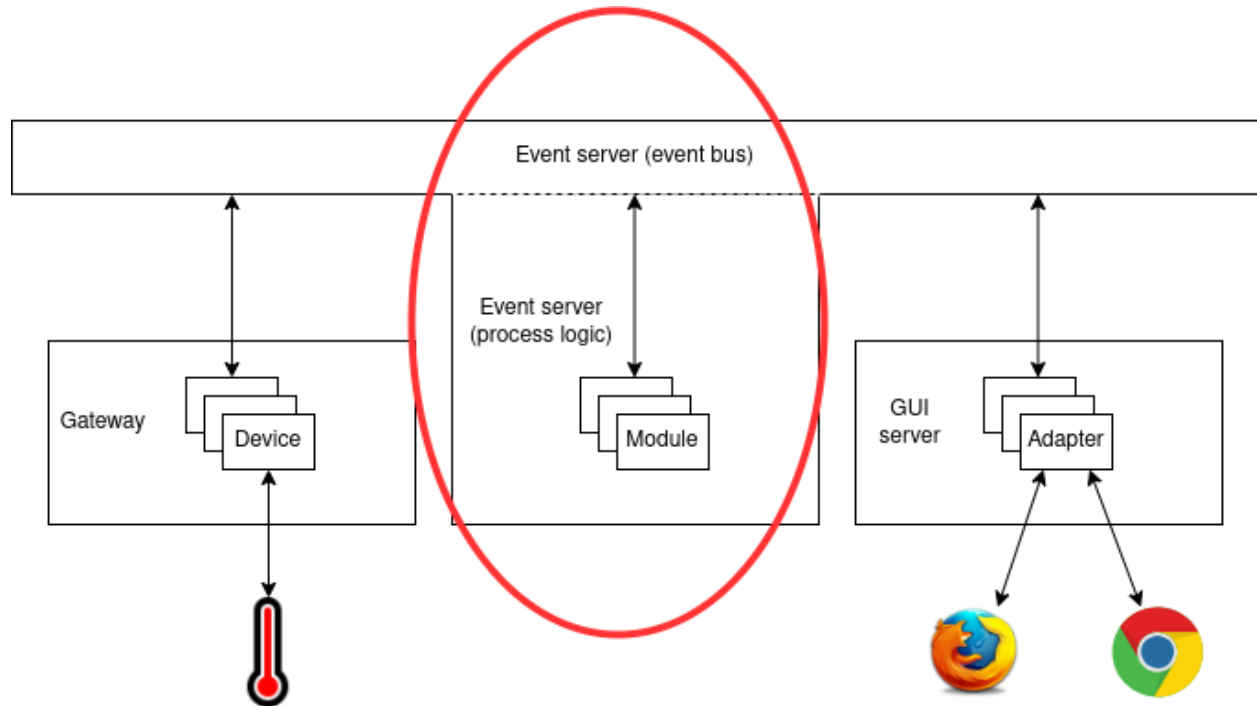 Event server (event bus)
Event server
(process logic)
Gateway
Device
Module
GUI
server
Adapter